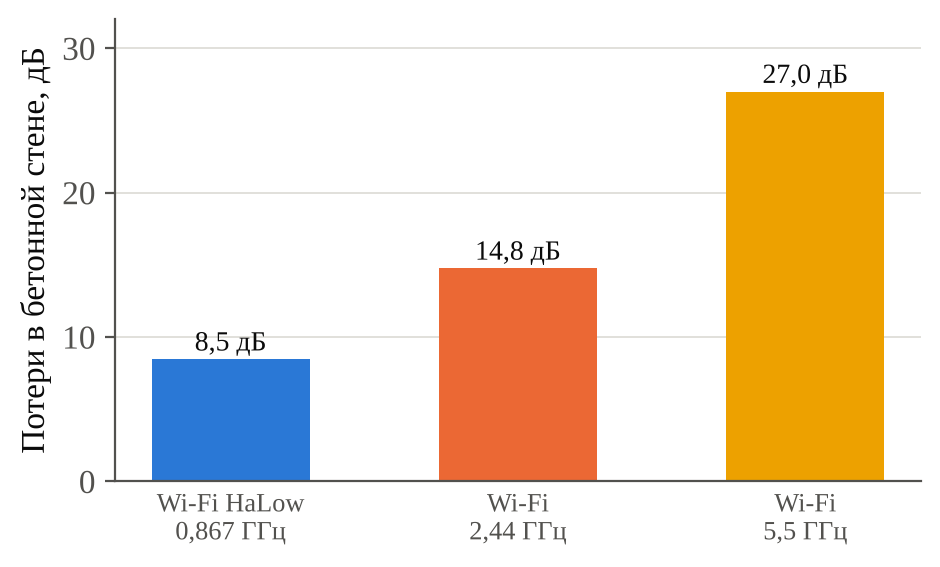 Потери в бетонной стене, дБ
30
20
10
0
8,5 дБ
14,8 дБ
27,0 дБ
Wi-Fi HaLow
0,867 ГГц
Wi-Fi
2,44 ГГц
Wi-Fi
5,5 ГГц